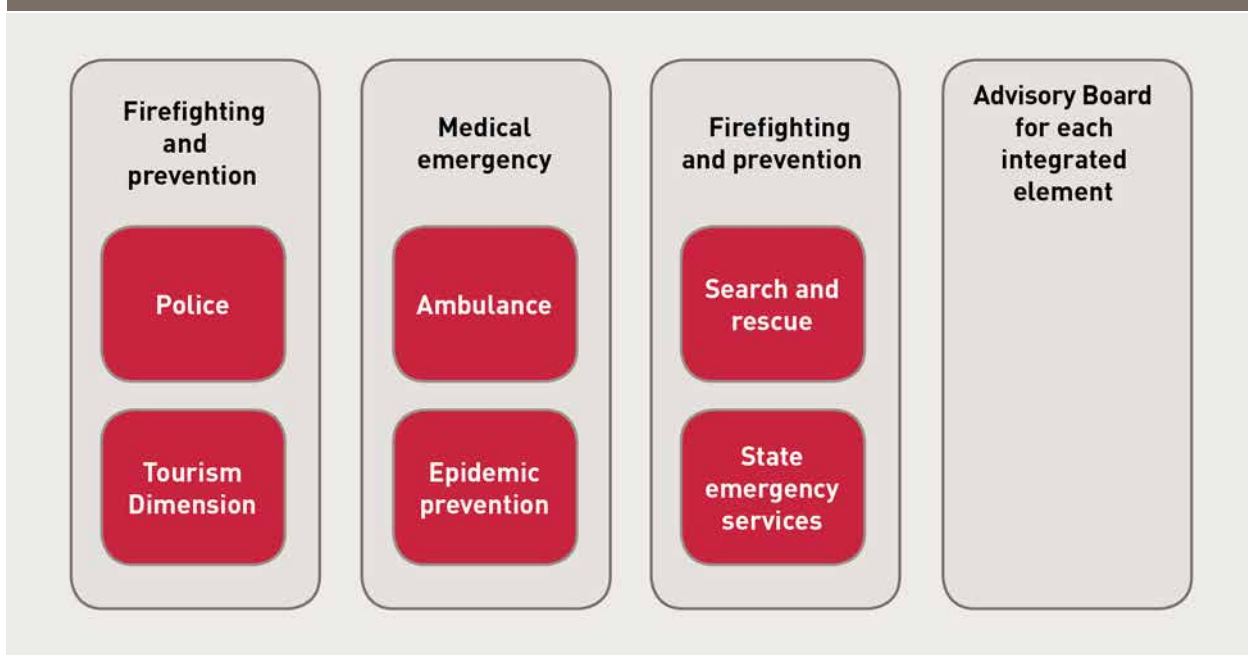 Firefighting
and
prevention
Police
Tourism
Dimension
Medical
emergency
Ambulance
Epidemic
prevention
Firefighting
and prevention
Search and
rescue
State
emergency
services
Advisory Board
for each
integrated
element